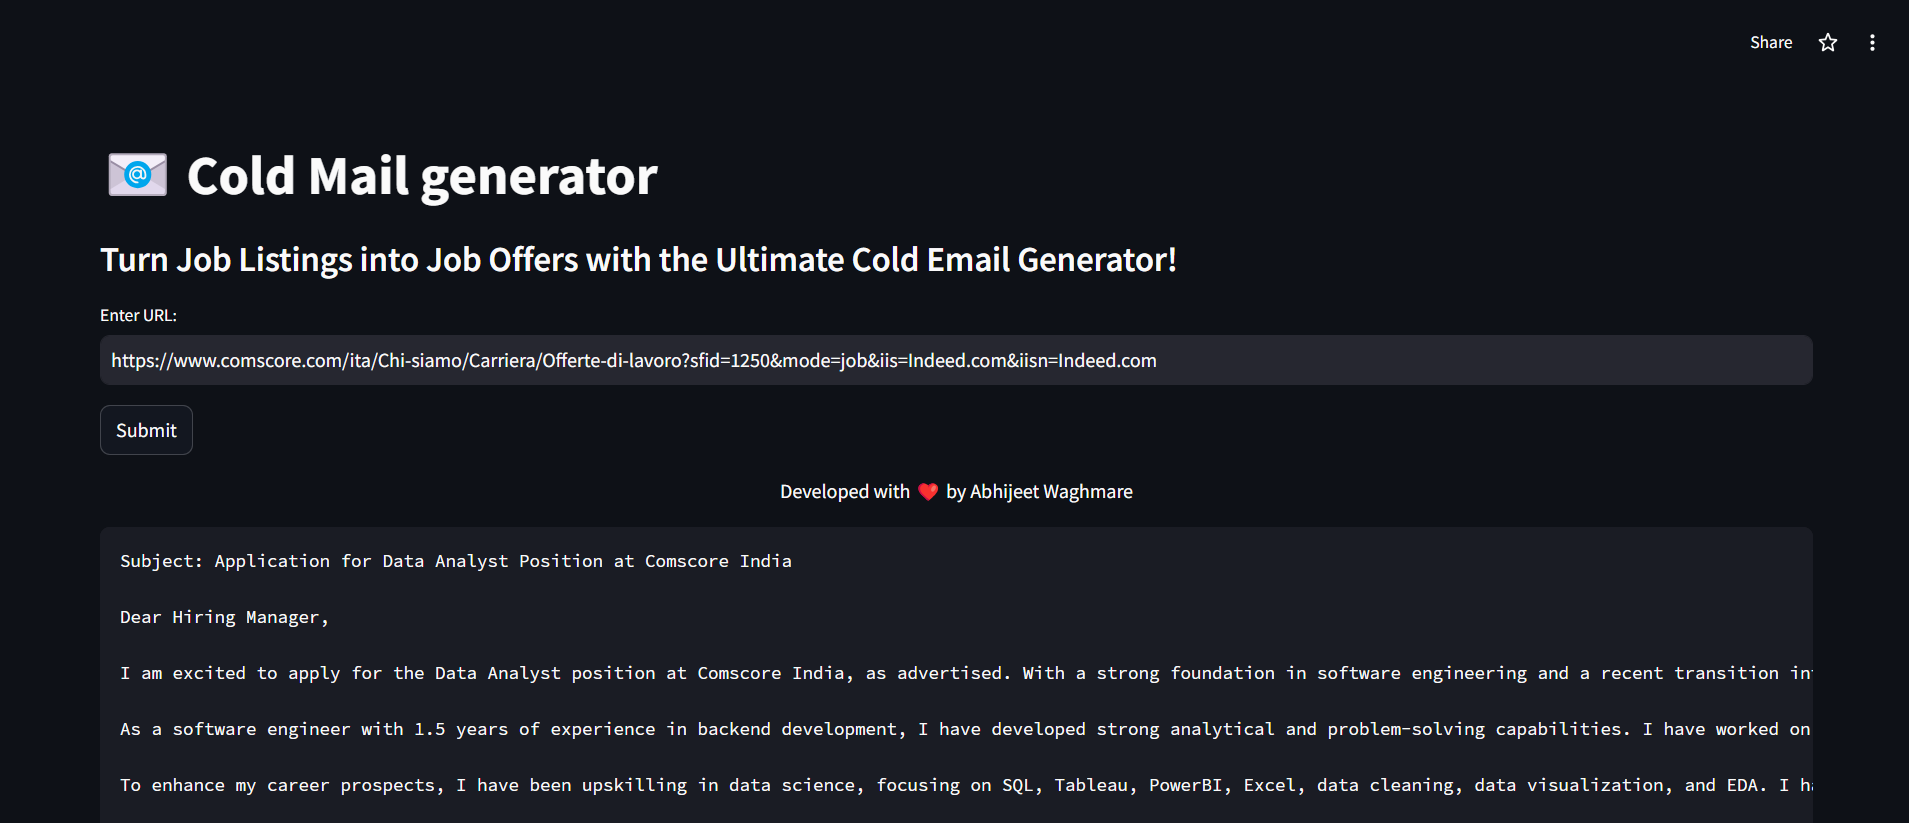 Share
Cold Mail generator
Turn Job Listings into Job Offers with the Ultimate Cold Email Generator!
Enter URL:
https://www.comscore.com/ita/Chi-siamo/Carriera/Offerte-di-lavoro?sfid=1250&mode=job&iis=Indeed.com&iisn=Indeed.com
Submit
Developed with ❤️ by Abhijeet Waghmare
Subject: Application for Data Analyst Position at Comscore India
Dear Hiring Manager,
I am excited to apply for the Data Analyst position at Comscore India, as advertised. With a strong foundation in software engineering and a recent transition
As a software engineer with 1.5 years of experience in backend development, I have developed strong analytical and problem-solving capabilities. I have worked on
To enhance my career prospects, I have been upskilling in data science, focusing on SQL, Tableau, PowerBI, Excel, data cleaning, data visualization, and EDA. I